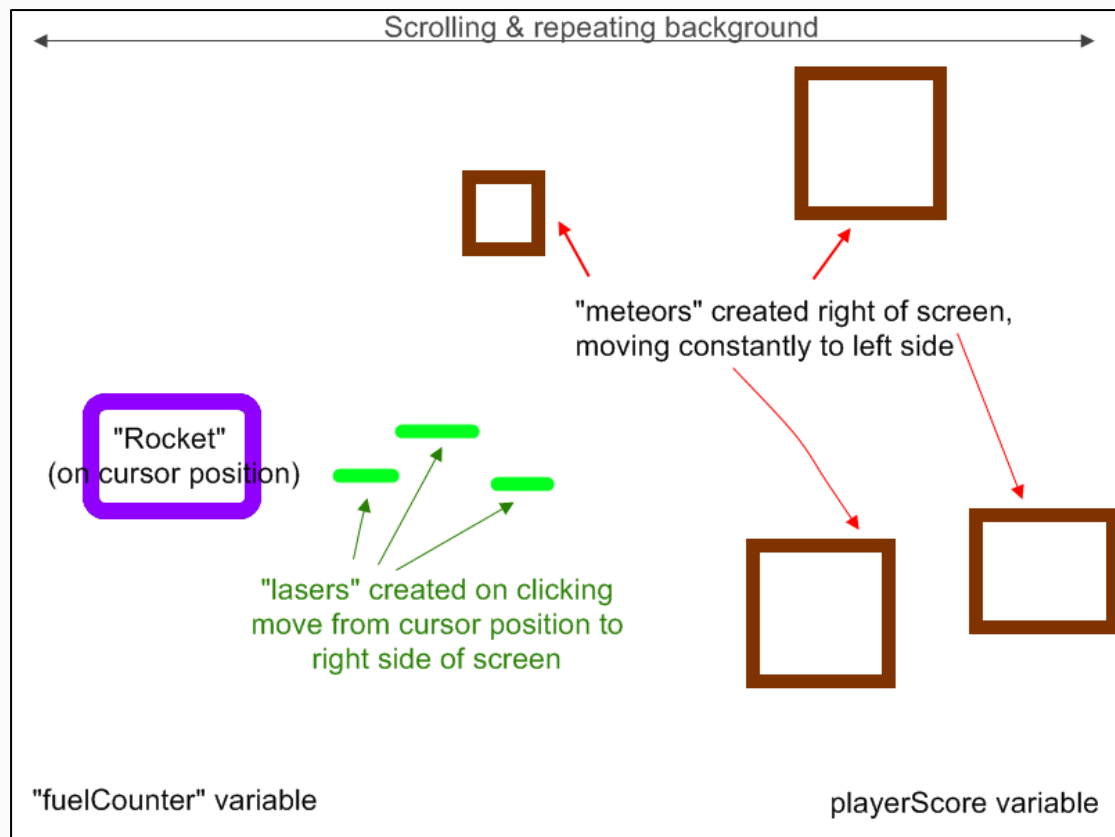 Scrolling & repeating background
"meteors" created right of screen,
moving constantly to left side
"Rocket"
(on cursor position)
"lasers" created on clicking
move from cursor position to
right side of screen
"fuelCounter" variable
playerScore variable